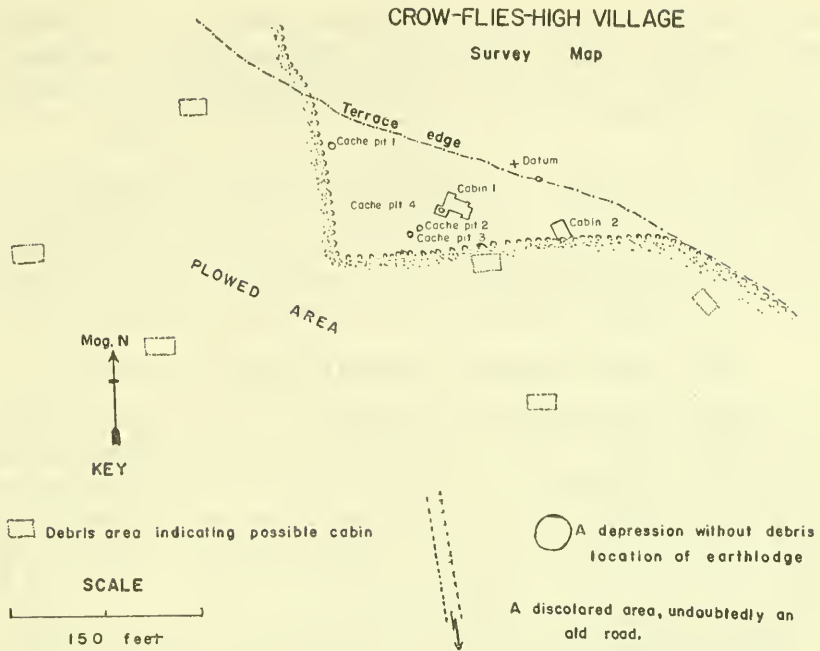 CROW-FLIES-HIGH VILLAGE
Survey Map
Terrace edge
Cache pit 1
Datum
Cabin 1
Cache pit 4
Cache pit 2
Cache pit 3
Cabin 2
PLOWED AREA
Mag. N
KEY
Debris area indicating possible cabin
A depression without debris
location of earthlodge
SCALE
150 feet
A discolared area, undoubtedly an
old road.